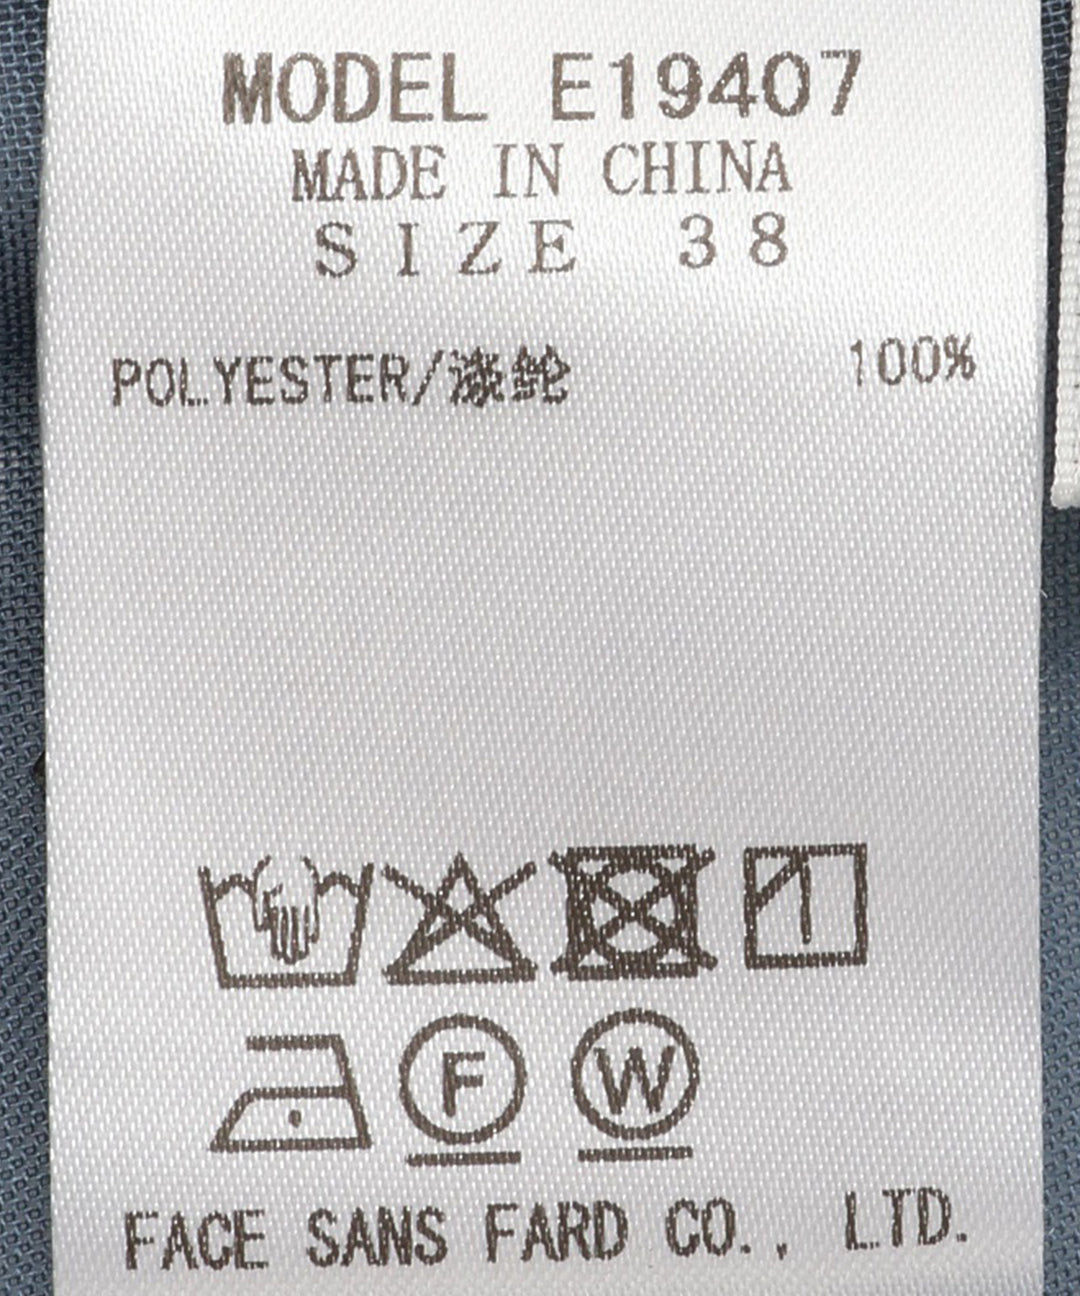 MODEL E19407
MADE IN CHINA
SIZE 38
POLYESTER/涤纶 100%
F W
FACE SANS FARD CO., LTD.